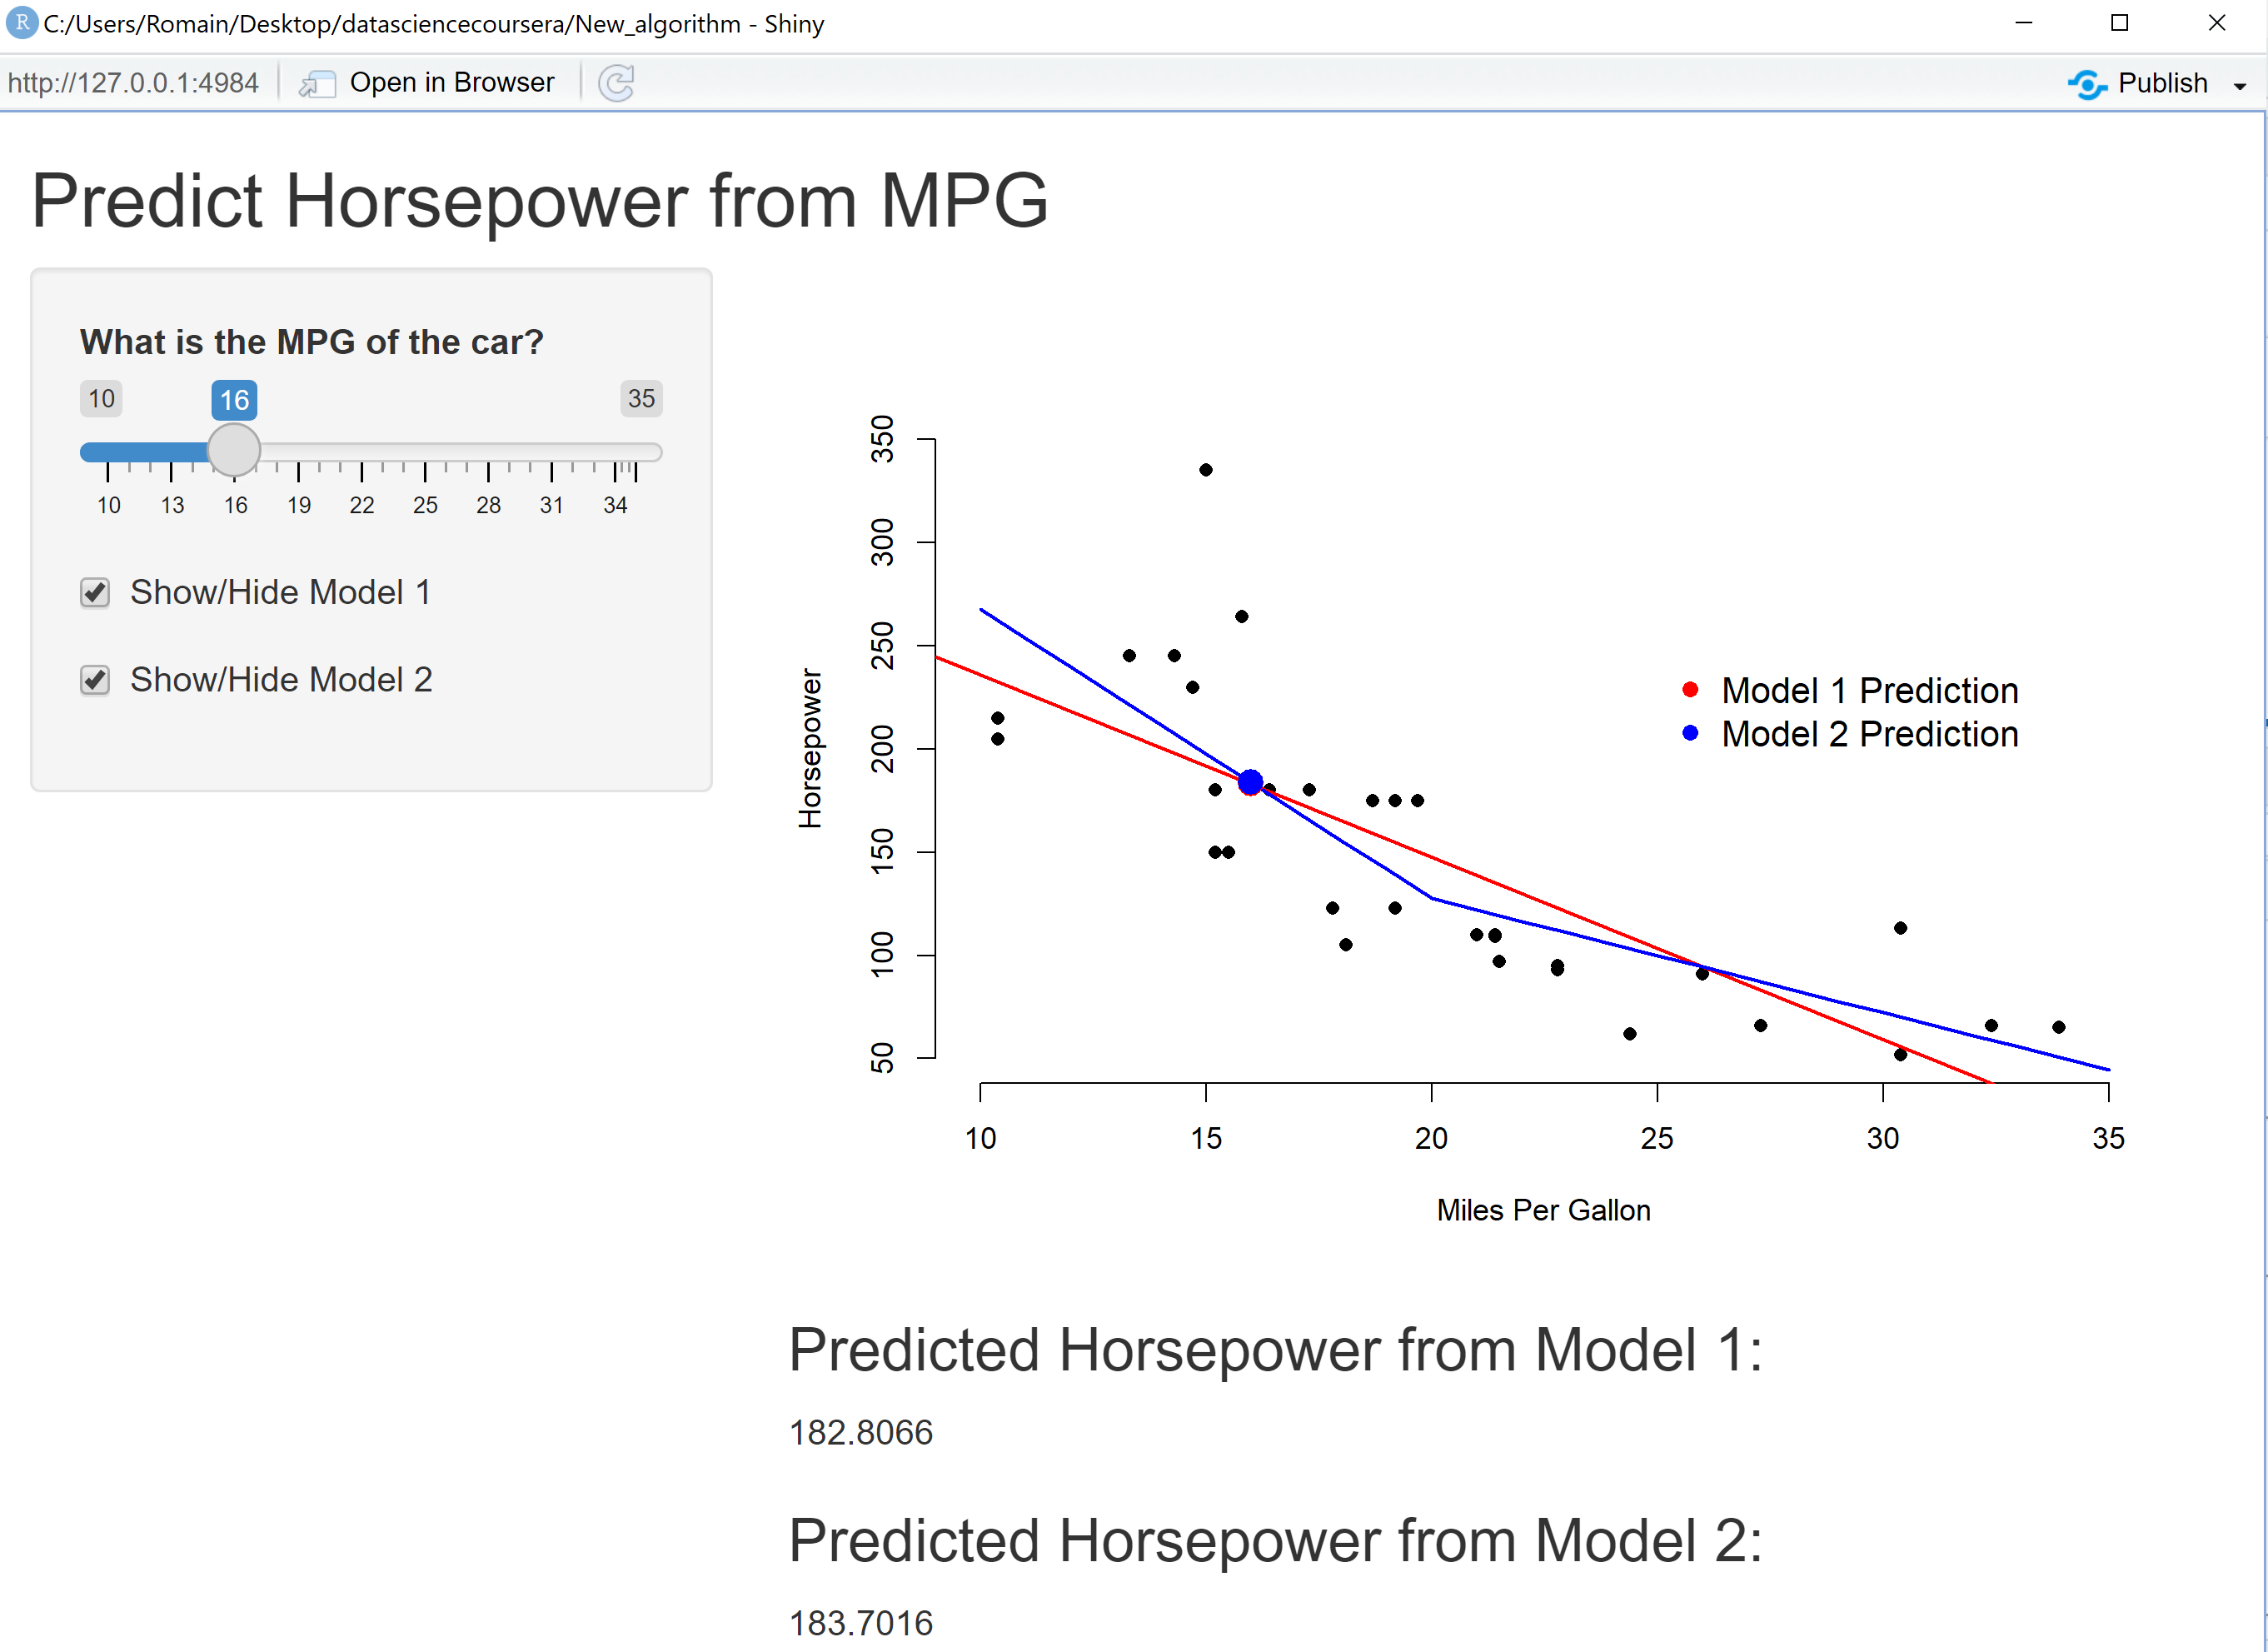 R C:/Users/Romain/Desktop/datasciencecoursera/New_algorithm - Shiny
http://127.0.0.1:4984 Open in Browser Publish
Predict Horsepower from MPG
What is the MPG of the car?
10 16 35
10 13 16 19 22 25 28 31 34
Show/Hide Model 1
Show/Hide Model 2
350
300
250
200
150
100
50
Horsepower
Model 1 Prediction
Model 2 Prediction
10 15 20 25 30 35
Miles Per Gallon
Predicted Horsepower from Model 1:
182.8066
Predicted Horsepower from Model 2:
183.7016